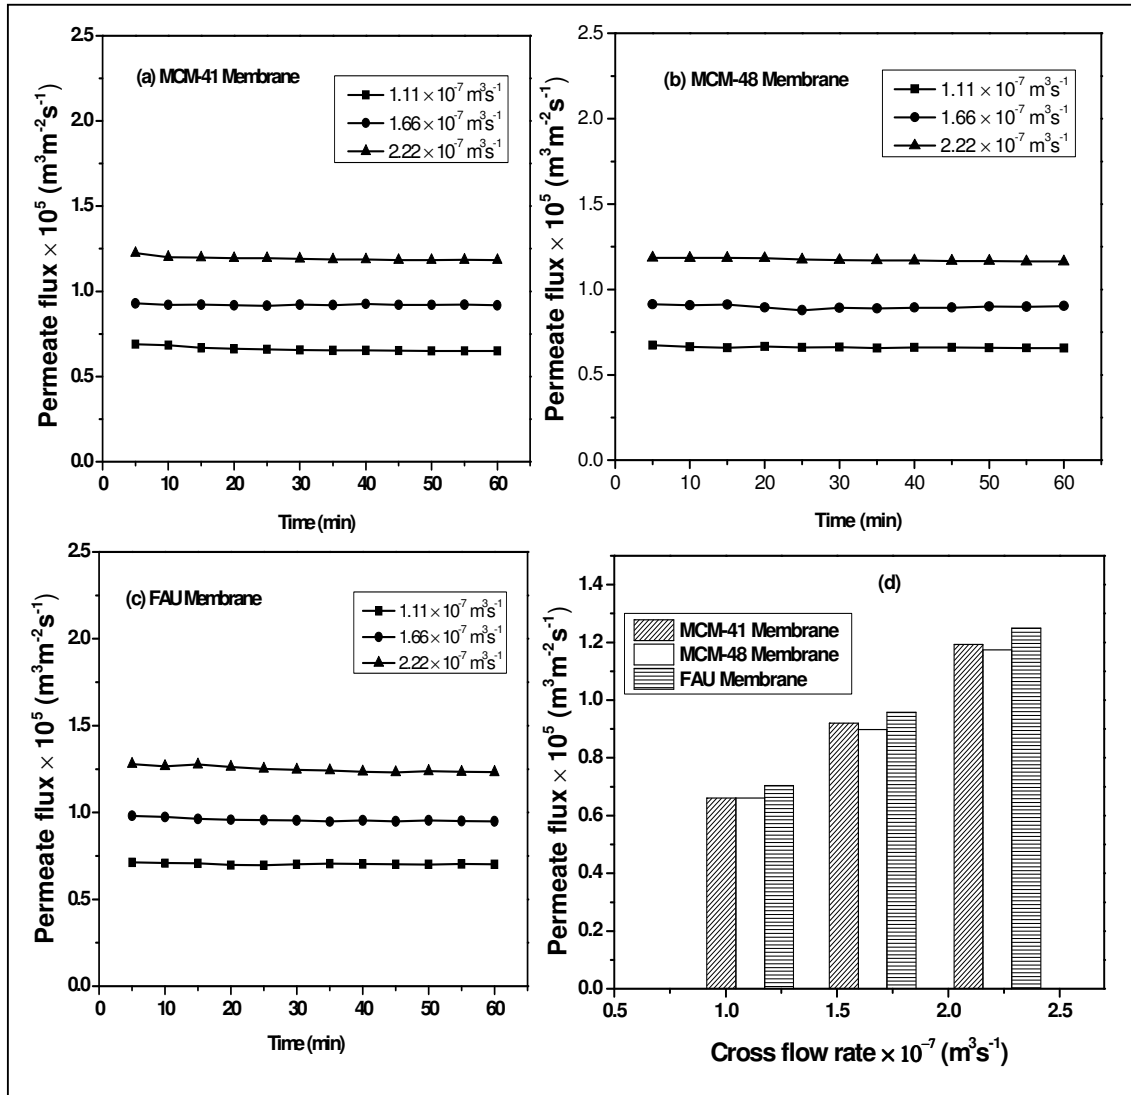 (a) MCM-41 Membrane
1.11 × 10⁻⁷ m³s⁻¹
1.66 × 10⁻⁷ m³s⁻¹
2.22 × 10⁻⁷ m³s⁻¹
Permeate flux × 10⁵ (m³m⁻²s⁻¹)
2.5
2.0
1.5
1.0
0.5
0.0
0 10 20 30 40 50 60
Time (min)
(b) MCM-48 Membrane
1.11 × 10⁻⁷ m³s⁻¹
1.66 × 10⁻⁷ m³s⁻¹
2.22 × 10⁻⁷ m³s⁻¹
Permeate flux × 10⁵ (m³m⁻²s⁻¹)
2.5
2.0
1.5
1.0
0.5
0.0
0 10 20 30 40 50 60
Time (min)
(c) FAU Membrane
1.11 × 10⁻⁷ m³s⁻¹
1.66 × 10⁻⁷ m³s⁻¹
2.22 × 10⁻⁷ m³s⁻¹
Permeate flux × 10⁵ (m³m⁻²s⁻¹)
2.5
2.0
1.5
1.0
0.5
0.0
0 10 20 30 40 50 60
Time (min)
(d)
MCM-41 Membrane
MCM-48 Membrane
FAU Membrane
Permeate flux × 10⁵ (m³m⁻²s⁻¹)
1.4
1.2
1.0
0.8
0.6
0.4
0.2
0.0
0.5 1.0 1.5 2.0 2.5
Cross flow rate × 10⁻⁷ (m³s⁻¹)